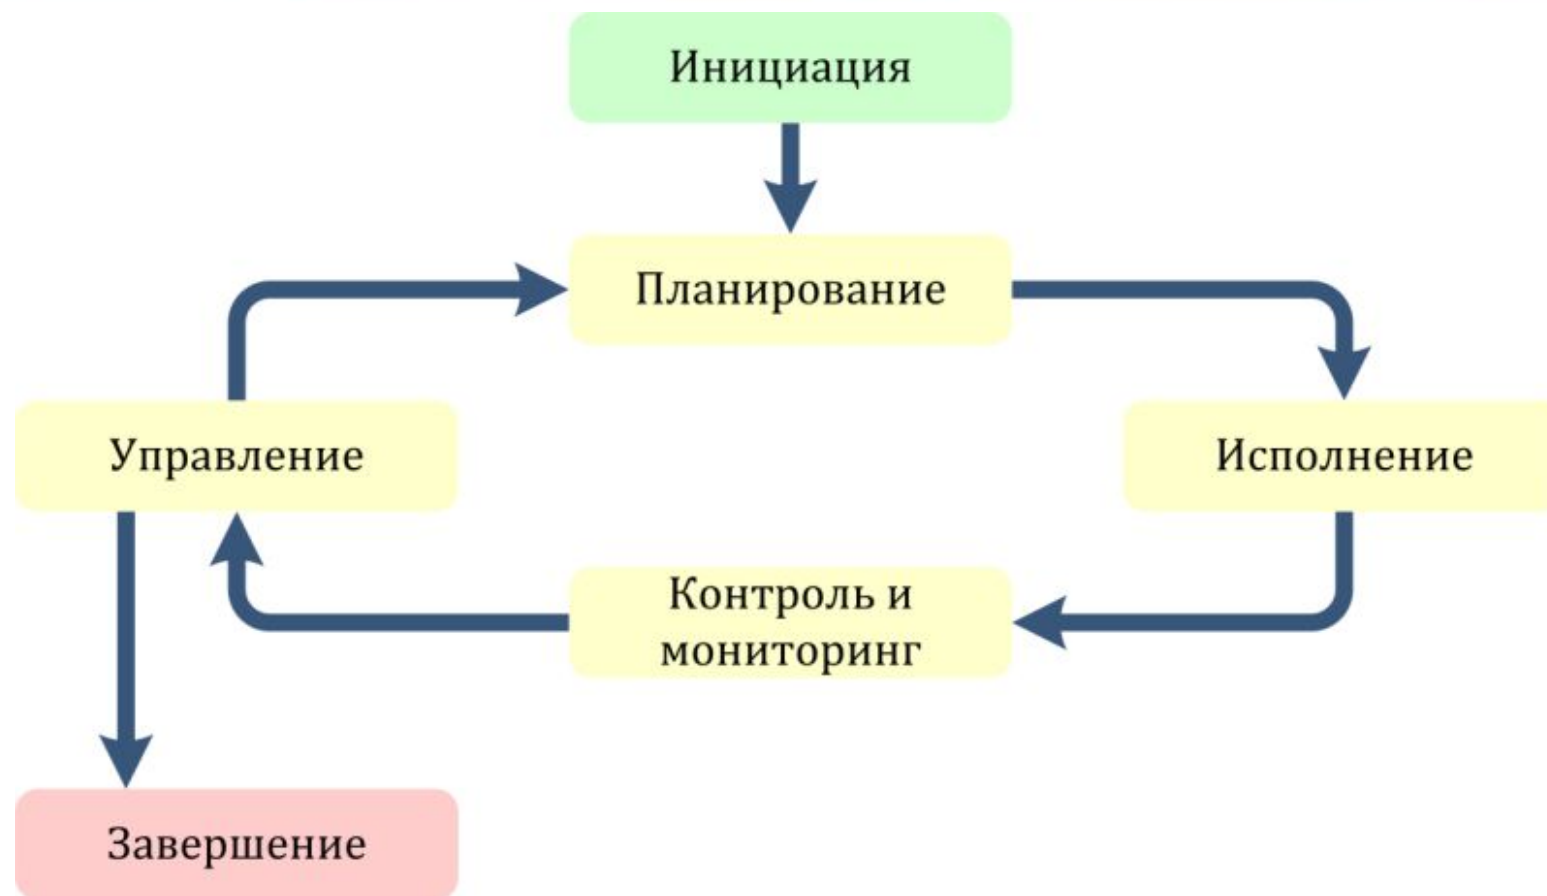 Инициация
Планирование
Управление
Исполнение
Контроль и
мониторинг
Завершение